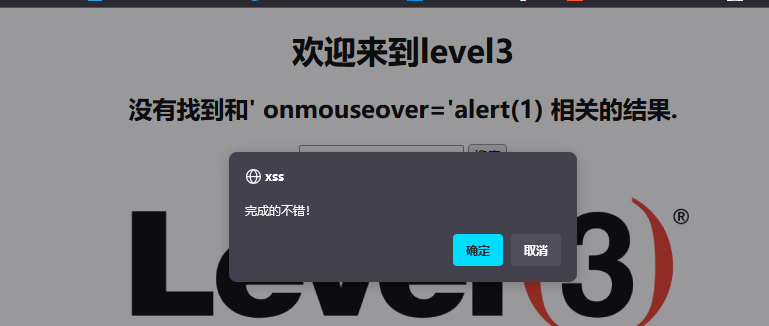 欢迎来到level3
没有找到和' onmouseover='alert(1) 相关的结果.
xss
完成的不错！
确定
取消
Level(3)®